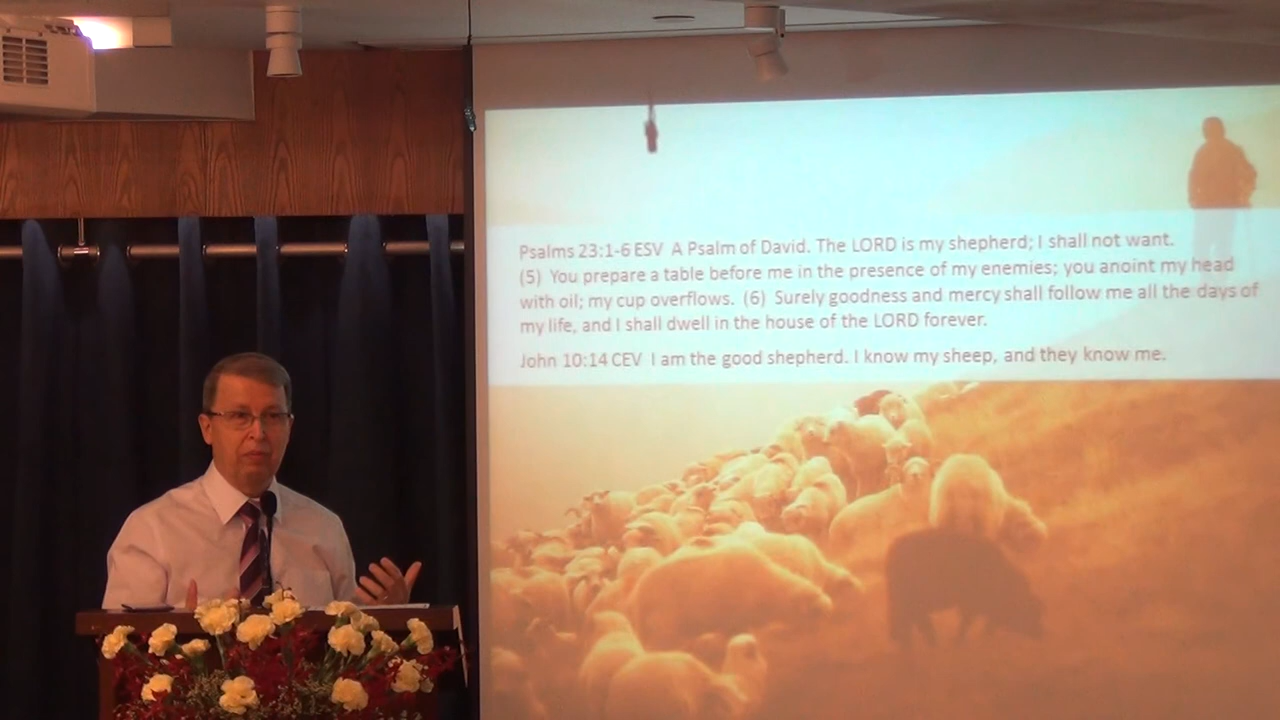 Psalms 23:1-6 ESV A Psalm of David. The LORD is my shepherd; I shall not want.
(5) You prepare a table before me in the presence of my enemies; you anoint my head
with oil; my cup overflows. (6) Surely goodness and mercy shall follow me all the days of
my life, and I shall dwell in the house of the LORD forever.
John 10:14 CEV I am the good shepherd. I know my sheep, and they know me.